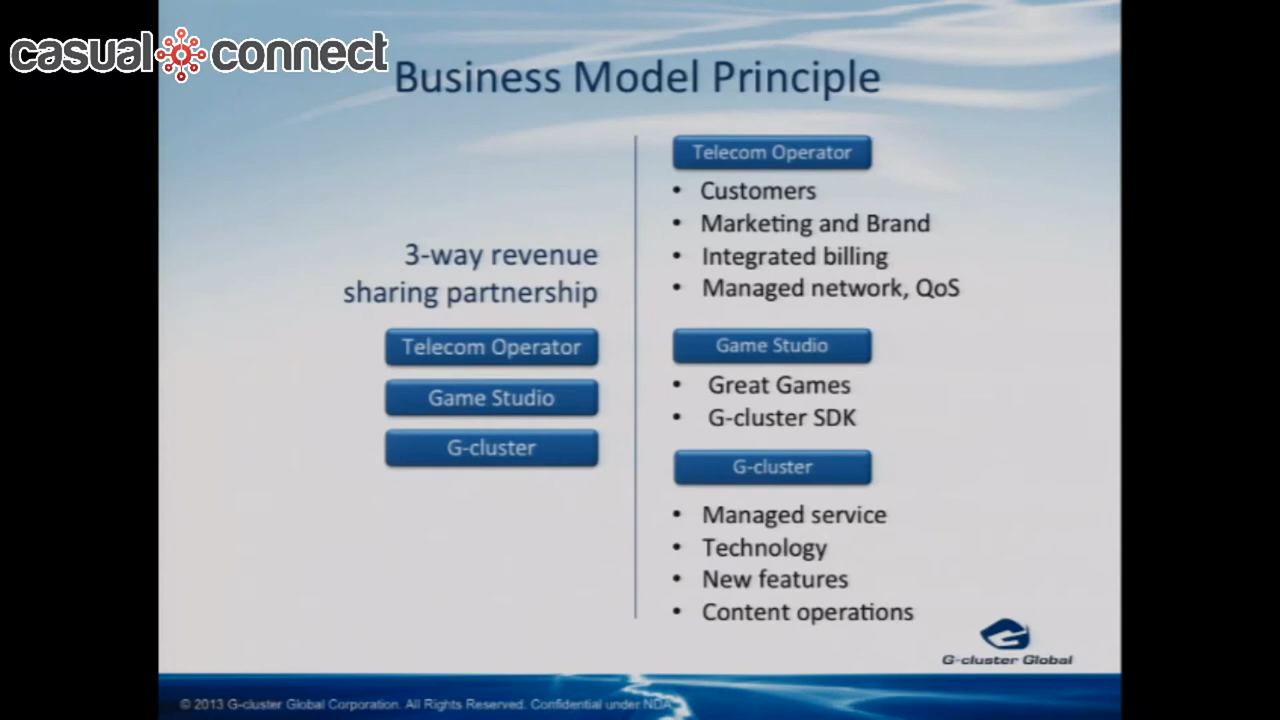 casual connect
Business Model Principle
3-way revenue
sharing partnership
Telecom Operator
Game Studio
G-cluster
Telecom Operator
• Customers
• Marketing and Brand
• Integrated billing
• Managed network, QoS
Game Studio
• Great Games
• G-cluster SDK
G-cluster
• Managed service
• Technology
• New features
• Content operations
G-cluster Global
© 2013 G-cluster Global Corporation. All Rights Reserved. Confidential under NDA